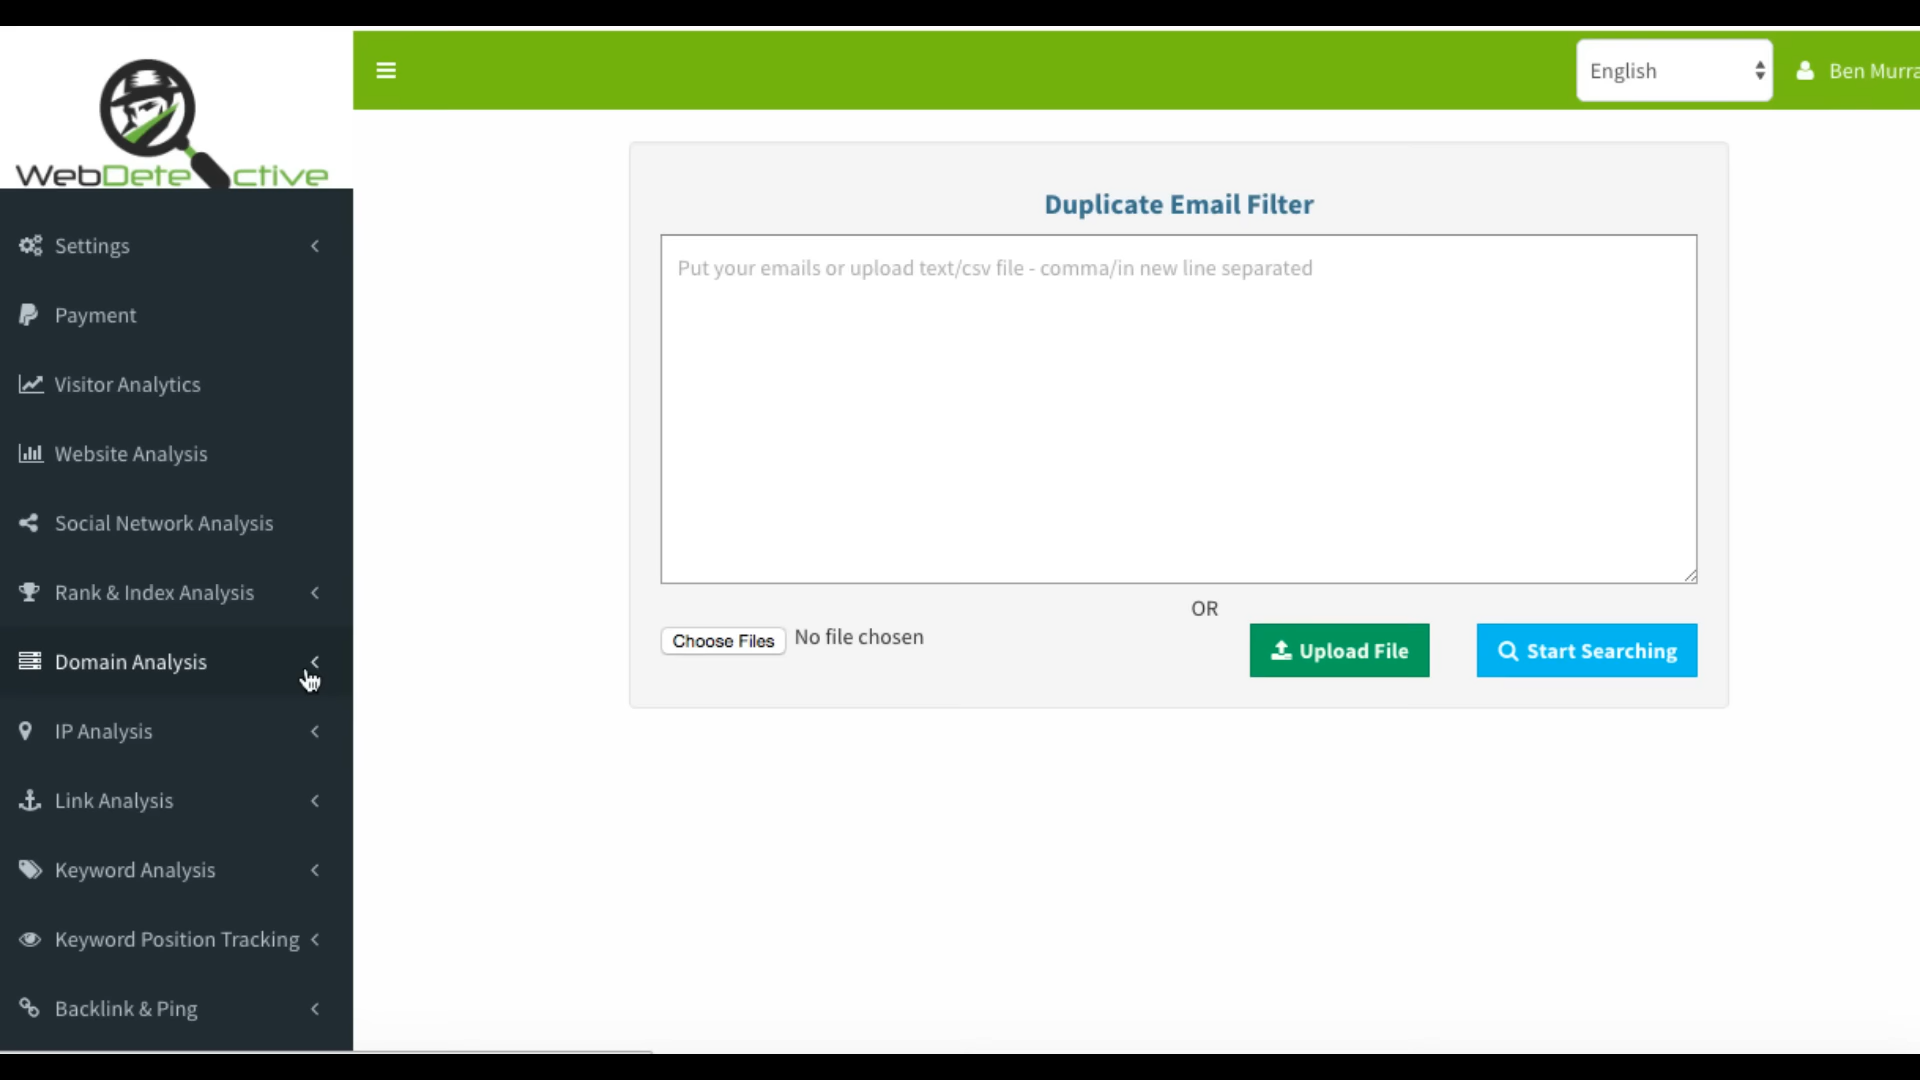 WebDetective
English
Ben Murra
Settings
Payment
Visitor Analytics
Website Analysis
Social Network Analysis
Rank & Index Analysis
Domain Analysis
IP Analysis
Link Analysis
Keyword Analysis
Keyword Position Tracking
Backlink & Ping
Duplicate Email Filter
Put your emails or upload text/csv file - comma/in new line separated
OR
Choose Files No file chosen
Upload File
Start Searching